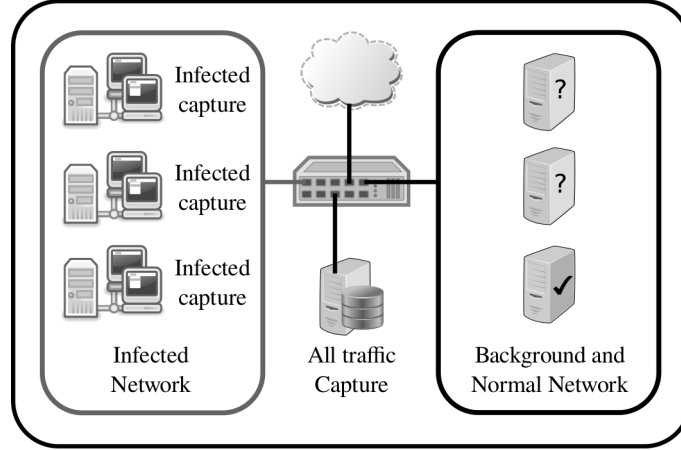 Infected
capture
?
Infected
capture
?
Infected
capture
Infected
Network
All traffic
Capture
Background and
Normal Network